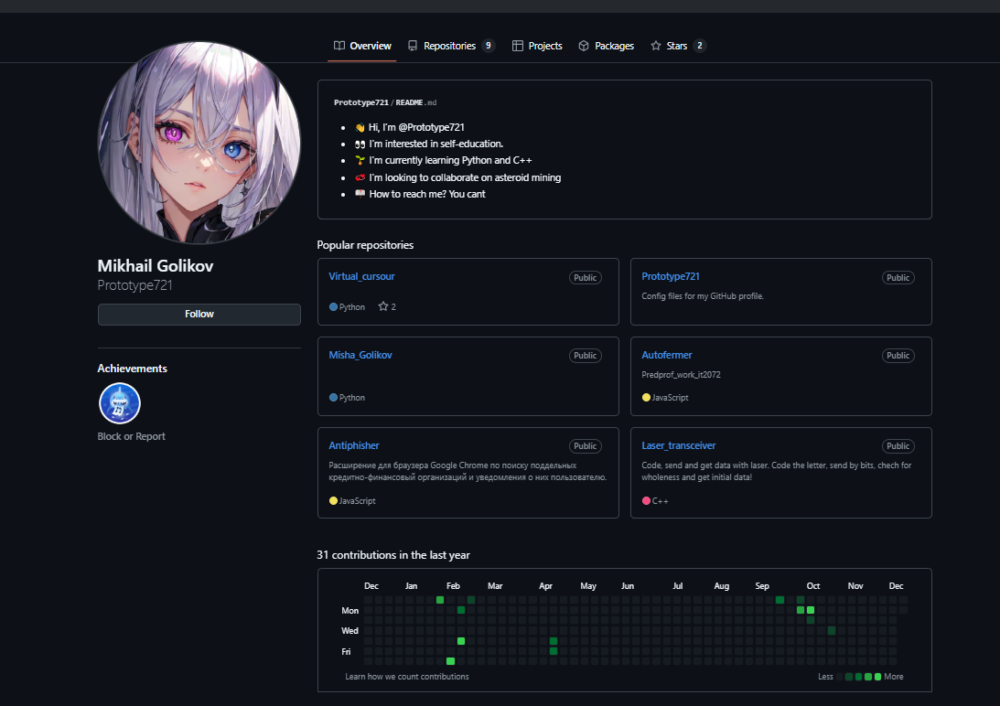 Overview Repositories 9 Projects Packages Stars 2
Prototype721/README.md
👋 Hi, I'm @Prototype721
👀 I'm interested in self-education.
🌱 I'm currently learning Python and C++
💞️ I'm looking to collaborate on asteroid mining
📫 How to reach me? You cant
Mikhail Golikov
Prototype721
Follow
Achievements
Block or Report
Popular repositories
Virtual_cursour Public
Python 2
Prototype721 Public
Config files for my GitHub profile.
Misha_Golikov Public
Python
Autofermer Public
Predprof_work_it2072
JavaScript
Antiphisher Public
Расширение для браузера Google Chrome по поиску поддельных
кредитно-финансовый организаций и уведомления о них пользователю.
JavaScript
Laser_transceiver Public
Code, send and get data with laser. Code the letter, send by bits, chech for
wholeness and get initial data!
C++
31 contributions in the last year
Dec Jan Feb Mar Apr May Jun Jul Aug Sep Oct Nov Dec
Mon
Wed
Fri
Learn how we count contributions
Less More